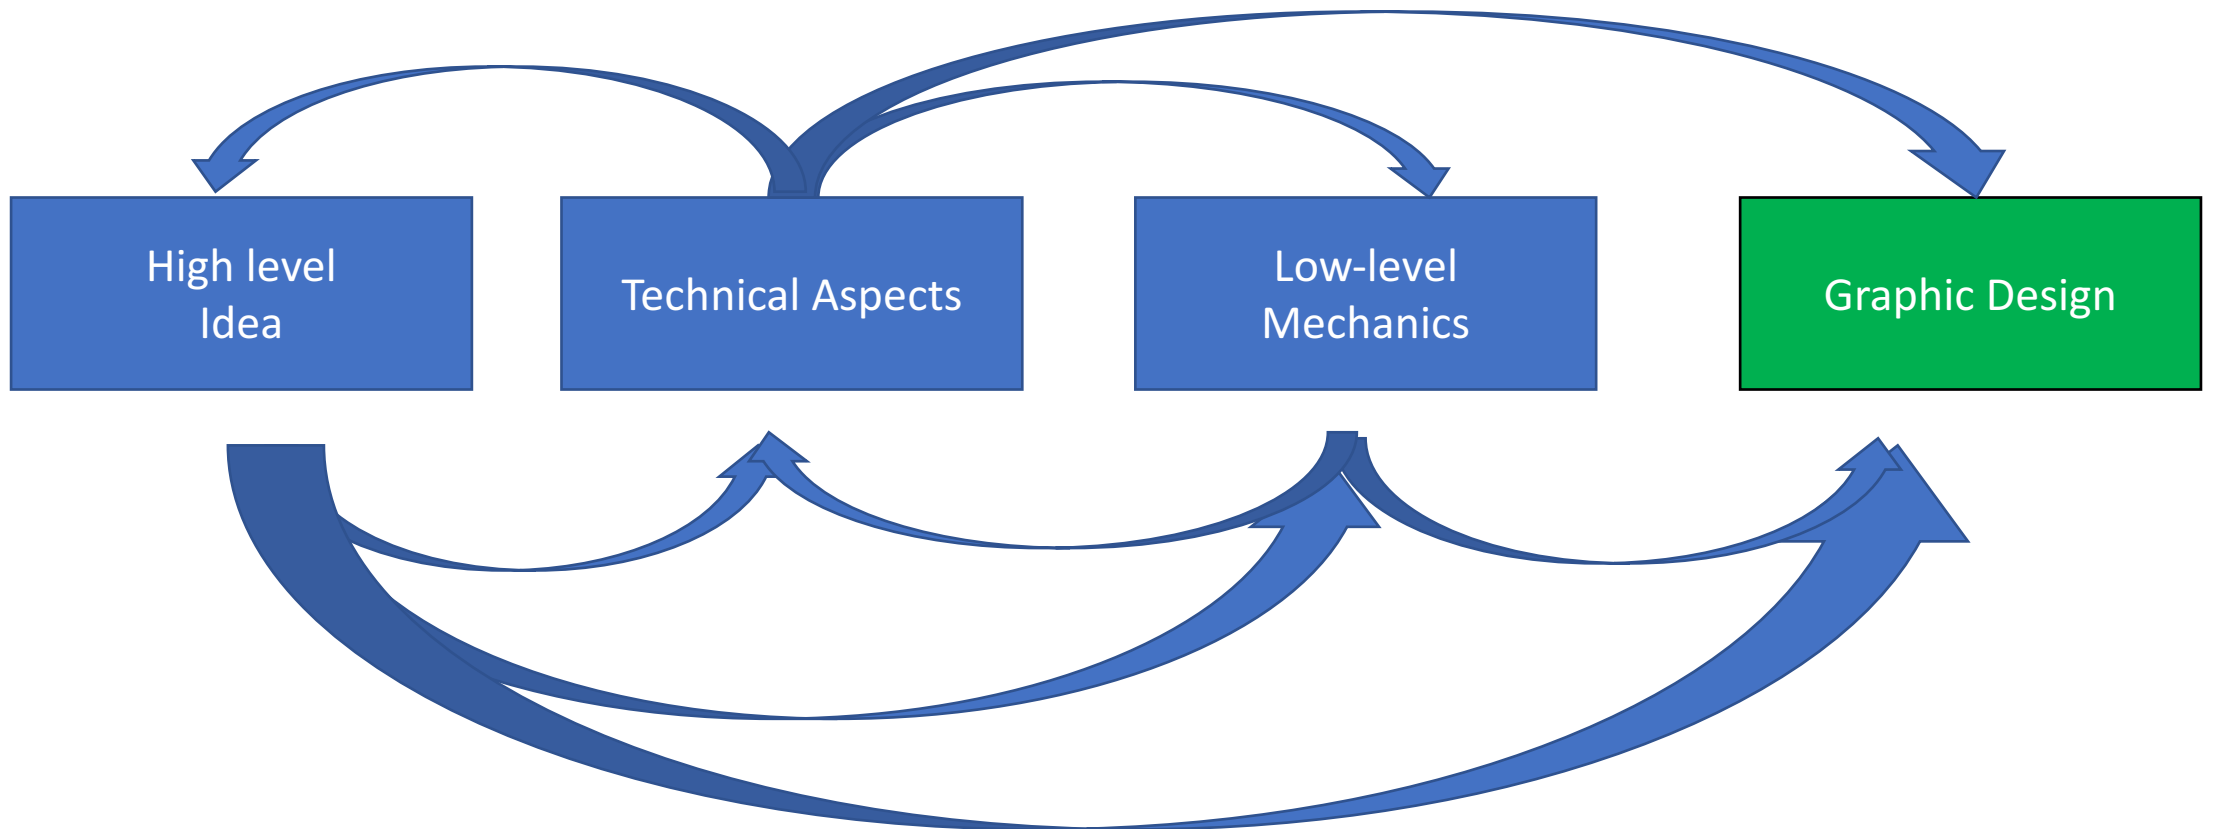 High level
Idea
Technical Aspects
Low-level
Mechanics
Graphic Design